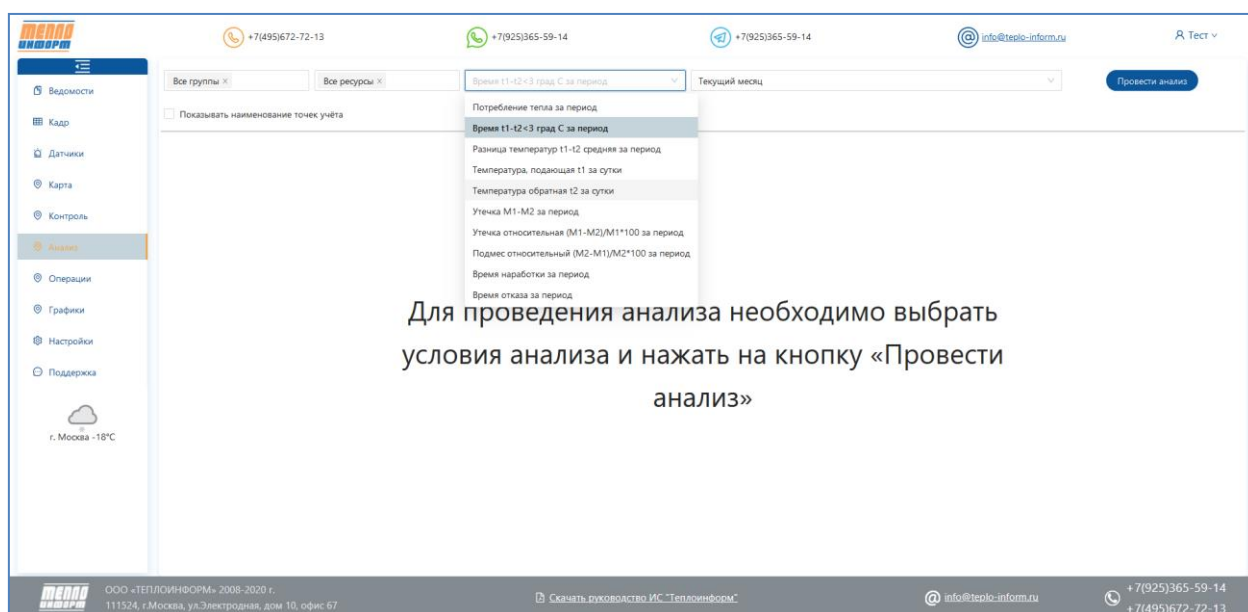 ТЕПЛО
ИНФОРМ
+7(495)672-72-13
+7(925)365-59-14
+7(925)365-59-14
info@teplo-inform.ru
Тест
Ведомости
Кадр
Датчики
Карта
Контроль
Анализ
Операции
Графики
Настройки
Поддержка
г. Москва -18°C
Все группы ×
Все ресурсы ×
Время t1-t2<3 град С за период
Текущий месяц
Провести анализ
Показывать наименование точек учёта
Потребление тепла за период
Время t1-t2<3 град С за период
Разница температур t1-t2 средняя за период
Температура, подающая t1 за сутки
Температура обратная t2 за сутки
Утечка М1-М2 за период
Утечка относительная (М1-М2)/М1*100 за период
Подмес относительный (М2-М1)/М2*100 за период
Время наработки за период
Время отказа за период
Для проведения анализа необходимо выбрать
условия анализа и нажать на кнопку «Провести
анализ»
ТЕПЛО
ИНФОРМ
ООО «ТЕПЛОИНФОРМ» 2008-2020 г.
111524, г.Москва, ул.Электродная, дом 10, офис 67
Скачать руководство ИС "Теплоинформ"
info@teplo-inform.ru
+7(925)365-59-14
+7(495)672-72-13